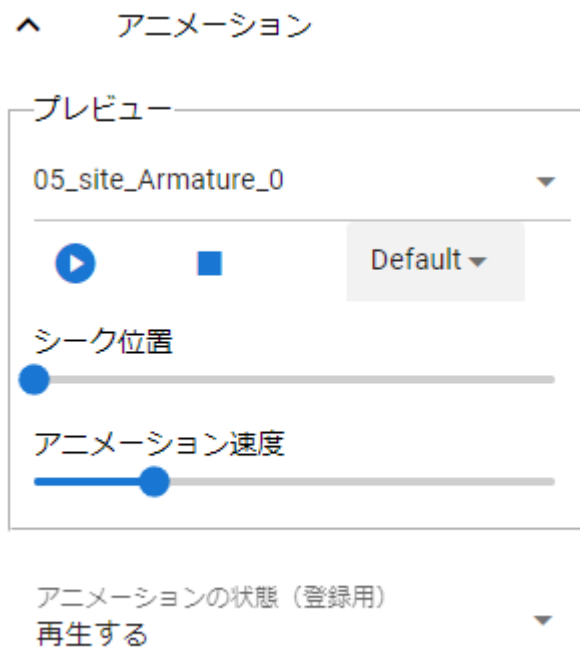 アニメーション
プレビュー
05_site_Armature_0
Default
シーク位置
アニメーション速度
アニメーションの状態（登録用）
再生する